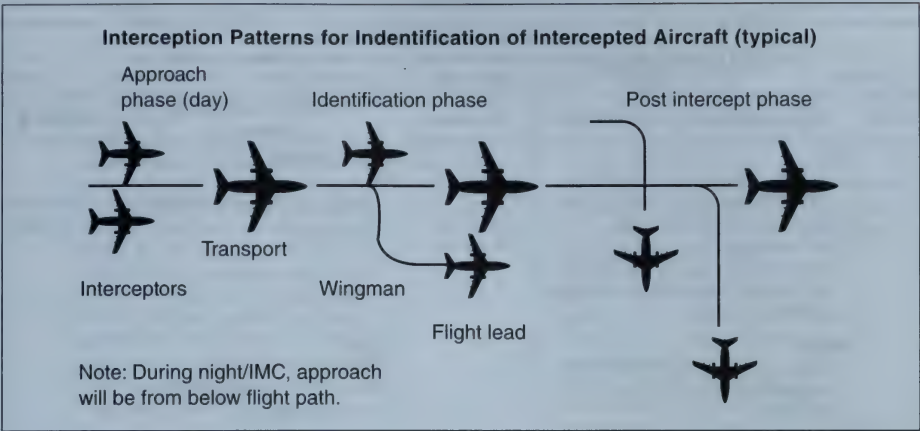 Interception Patterns for Indentification of Intercepted Aircraft (typical)
Approach
phase (day)
Identification phase
Post intercept phase
Transport
Interceptors
Wingman
Flight lead
Note: During night/IMC, approach
will be from below flight path.